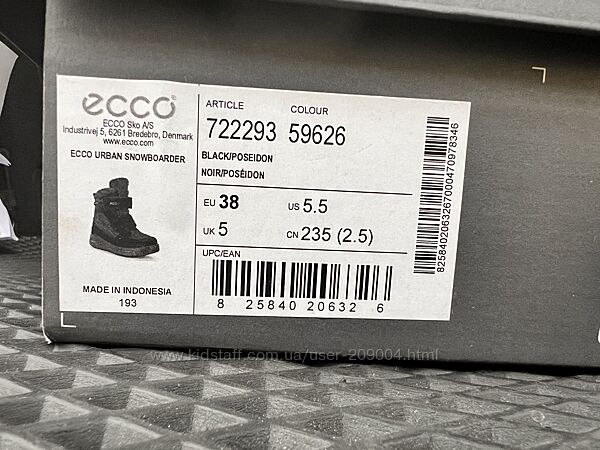 ecco
ECCO Sko A/S
Industrivej 5, 6261 Bredebro, Denmark
www.ecco.com
ECCO URBAN SNOWBOARDER
MADE IN INDONESIA
193
ARTICLE COLOUR
722293 59626
BLACK/POSEIDON
NOIR/POSÉIDON
EU 38 US 5.5
UK 5 CN 235 (2.5)
UPC/EAN
8 25840 20632 6
82584020632670004709783​46
www.kidstaff.com.ua/user-209004.html